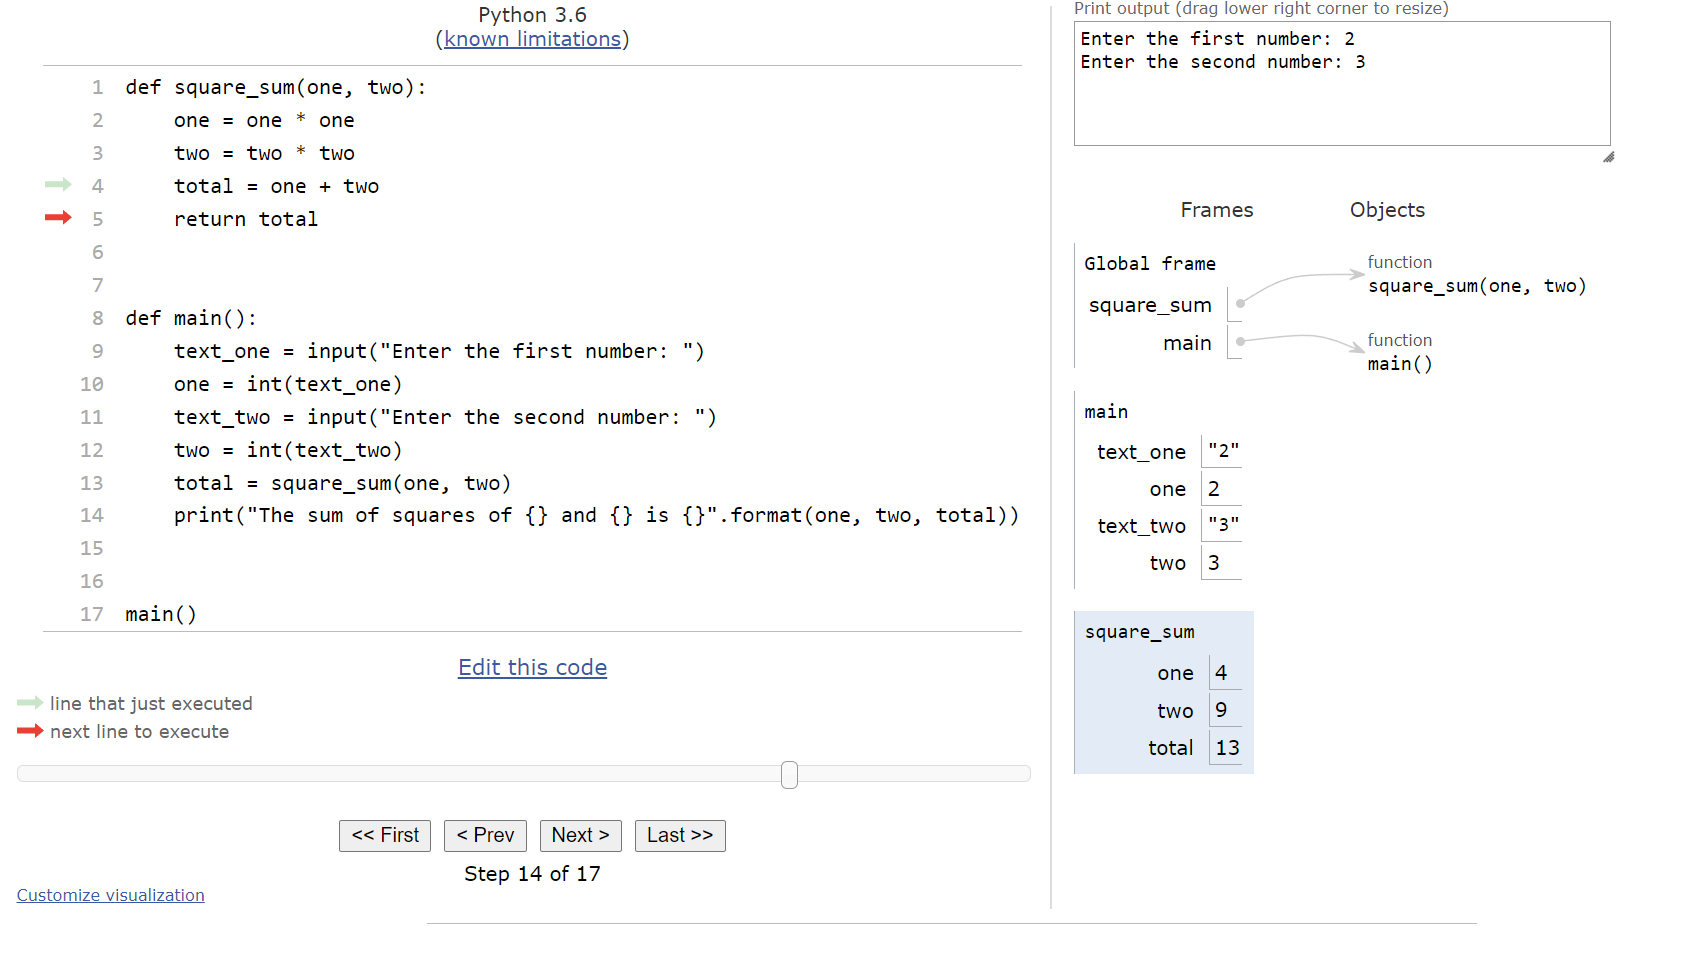 Python 3.6
(known limitations)
1 def square_sum(one, two):
2     one = one * one
3     two = two * two
4     total = one + two
5     return total
6
7
8 def main():
9     text_one = input("Enter the first number: ")
10     one = int(text_one)
11     text_two = input("Enter the second number: ")
12     two = int(text_two)
13     total = square_sum(one, two)
14     print("The sum of squares of {} and {} is {}".format(one, two, total))
15
16
17 main()
Edit this code
line that just executed
next line to execute
<< First < Prev Next > Last >>
Step 14 of 17
Customize visualization
Print output (drag lower right corner to resize)
Enter the first number: 2
Enter the second number: 3
Frames Objects
Global frame
square_sum
main
function
square_sum(one, two)
function
main()
main
text_one "2"
one 2
text_two "3"
two 3
square_sum
one 4
two 9
total 13